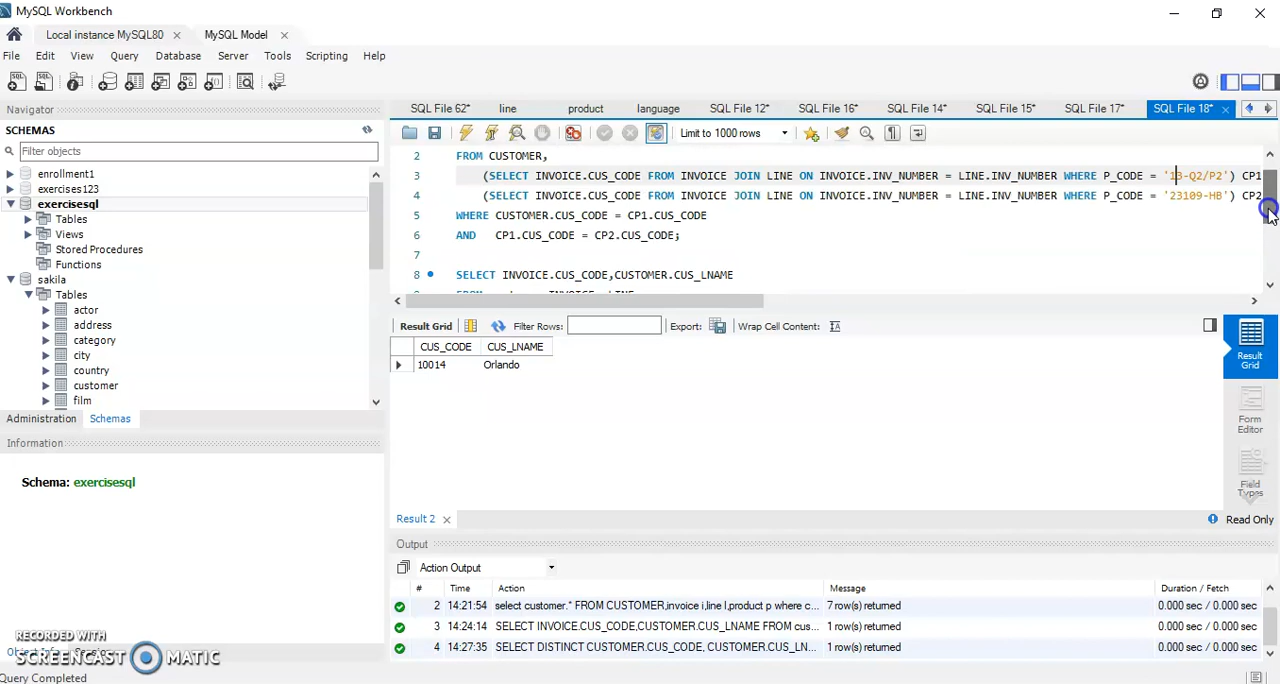 MySQL Workbench
Local instance MySQL80
MySQL Model
File Edit View Query Database Server Tools Scripting Help
Navigator
SCHEMAS
Filter objects
enrollment1
exercises123
exercisesql
Tables
Views
Stored Procedures
Functions
sakila
Tables
actor
address
category
city
country
customer
film
Administration Schemas
Information
Schema: exercisesql
SQL File 62* line product language SQL File 12* SQL File 16* SQL File 14* SQL File 15* SQL File 17* SQL File 18*
Limit to 1000 rows
2 FROM CUSTOMER,
3 (SELECT INVOICE.CUS_CODE FROM INVOICE JOIN LINE ON INVOICE.INV_NUMBER = LINE.INV_NUMBER WHERE P_CODE = '13-Q2/P2') CP1
4 (SELECT INVOICE.CUS_CODE FROM INVOICE JOIN LINE ON INVOICE.INV_NUMBER = LINE.INV_NUMBER WHERE P_CODE = '23109-HB') CP2
5 WHERE CUSTOMER.CUS_CODE = CP1.CUS_CODE
6 AND CP1.CUS_CODE = CP2.CUS_CODE;
7
8 SELECT INVOICE.CUS_CODE,CUSTOMER.CUS_LNAME
Result Grid Filter Rows: Export: Wrap Cell Content:
CUS_CODE CUS_LNAME
10014 Orlando
Result Grid
Form Editor
Field Types
Result 2
Read Only
Output
Action Output
# Time Action Message Duration / Fetch
2 14:21:54 select customer.* FROM CUSTOMER,invoice i,line l,product p where c... 7 row(s) returned 0.000 sec / 0.000 sec
3 14:24:14 SELECT INVOICE.CUS_CODE,CUSTOMER.CUS_LNAME FROM cus... 1 row(s) returned 0.000 sec / 0.000 sec
4 14:27:35 SELECT DISTINCT CUSTOMER.CUS_CODE, CUSTOMER.CUS_LN... 1 row(s) returned 0.000 sec / 0.000 sec
RECORDED WITH
SCREENCAST MATIC
Query Completed